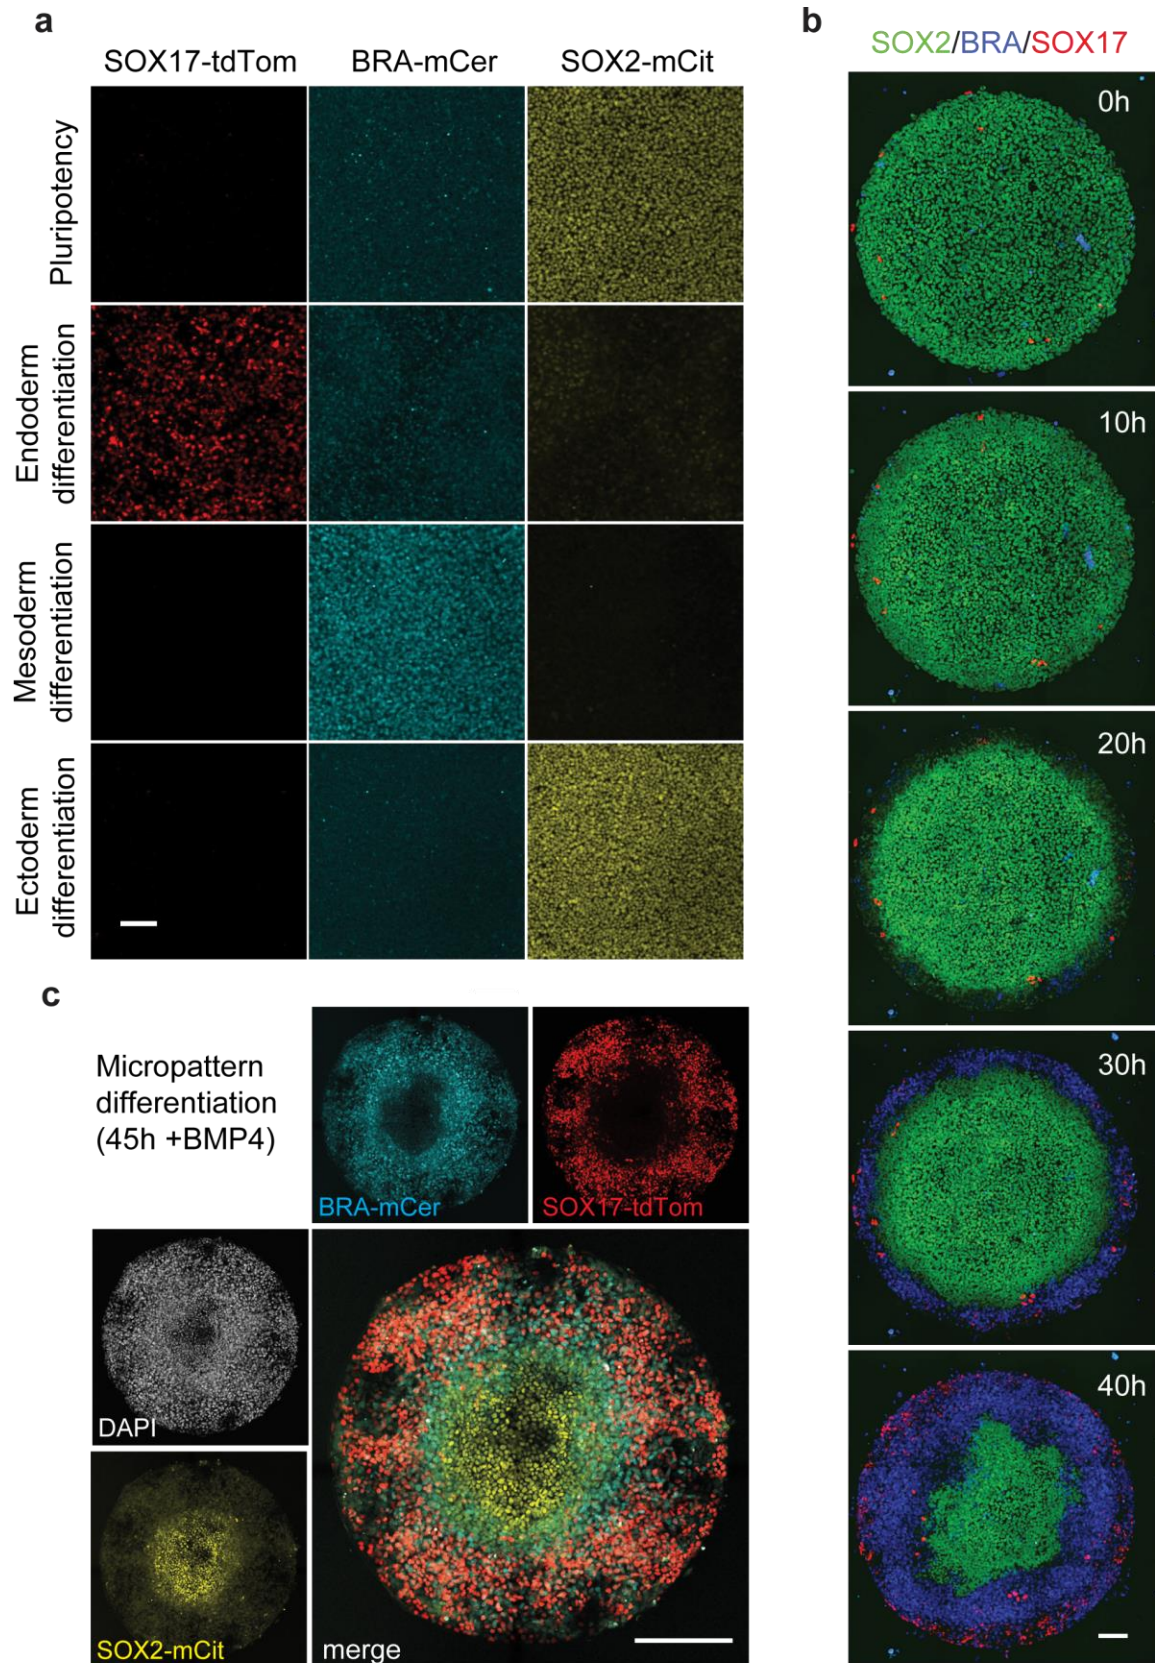 a
SOX17-tdTom BRA-mCer SOX2-mCit
Pluripotency
Endoderm
differentiation
Mesoderm
differentiation
Ectoderm
differentiation
b
SOX2/BRA/SOX17
0h
10h
20h
30h
40h
c
Micropattern
differentiation
(45h +BMP4)
BRA-mCer
SOX17-tdTom
DAPI
SOX2-mCit
merge